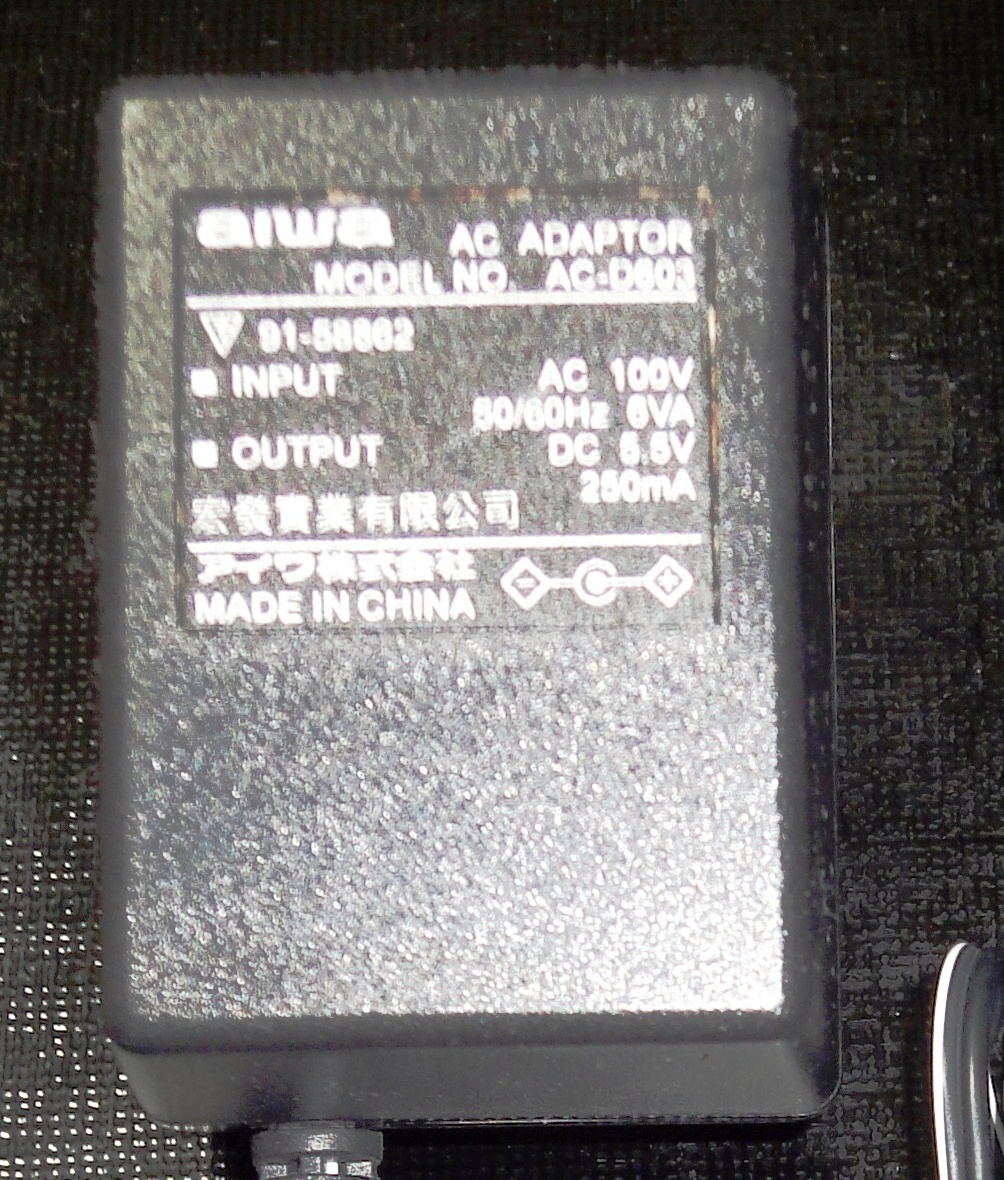 aiwa
AC ADAPTOR
MODEL NO. AC-D603
91-58862
■ INPUT AC 100V
50/60Hz 6VA
■ OUTPUT DC 5.5V
250mA
宏發實業有限公司
アイワ株式会社
MADE IN CHINA